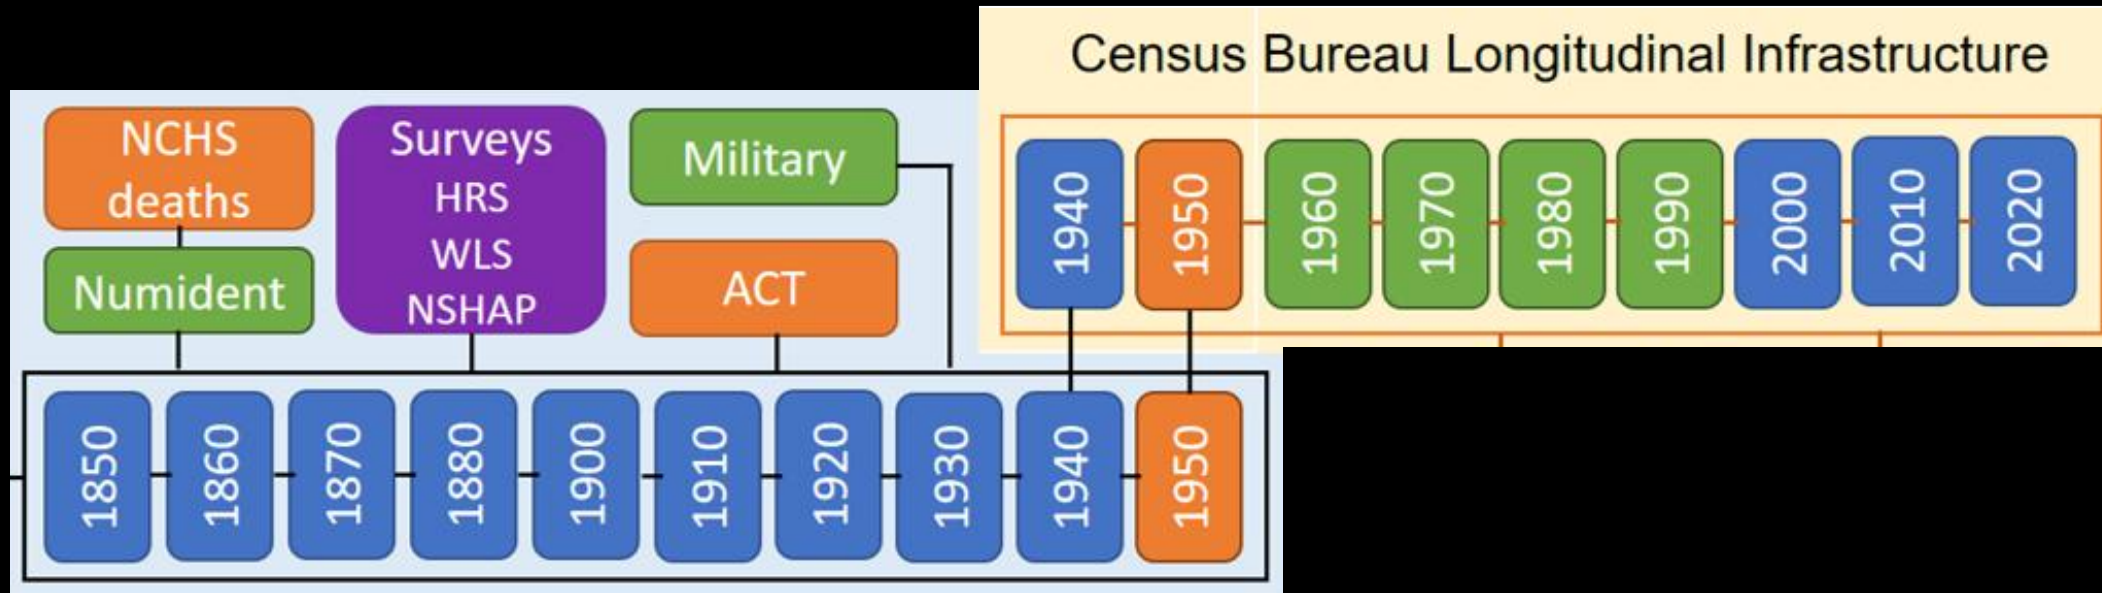 Census Bureau Longitudinal Infrastructure
NCHS
deaths
Numident
Surveys
HRS
WLS
NSHAP
Military
ACT
1940
1950
1960
1970
1980
1990
2000
2010
2020
1850
1860
1870
1880
1900
1910
1920
1930
1940
1950